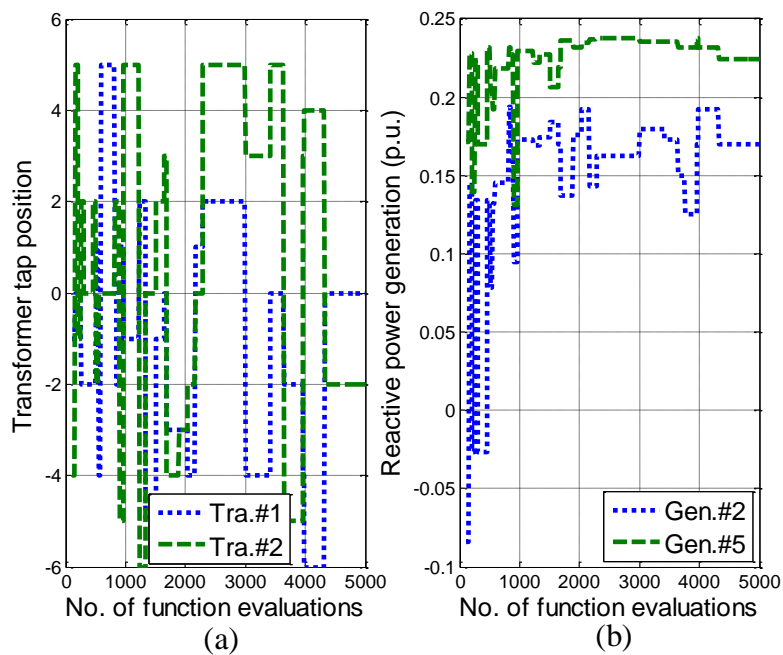 Transformer tap position
6
4
2
0
-2
-4
-6
0 1000 2000 3000 4000 5000
No. of function evaluations
Tra.#1
Tra.#2
(a)
Reactive power generation (p.u.)
0.25
0.2
0.15
0.1
0.05
0
-0.05
-0.1
0 1000 2000 3000 4000 5000
No. of function evaluations
Gen.#2
Gen.#5
(b)